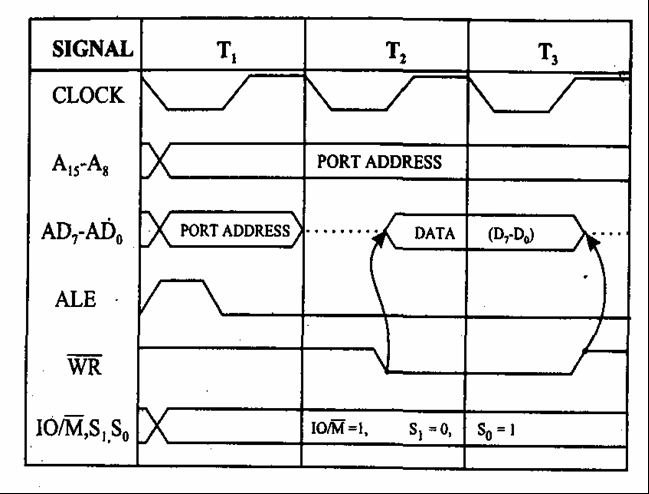 SIGNAL T₁ T₂ T₃
CLOCK
A₁₅-A₈ PORT ADDRESS
AD₇-AD₀ PORT ADDRESS DATA (D₇-D₀)
ALE
W̅R̅
IO/M̅,S₁,S₀ IO/M̅ =1, S₁ = 0, S₀ = 1